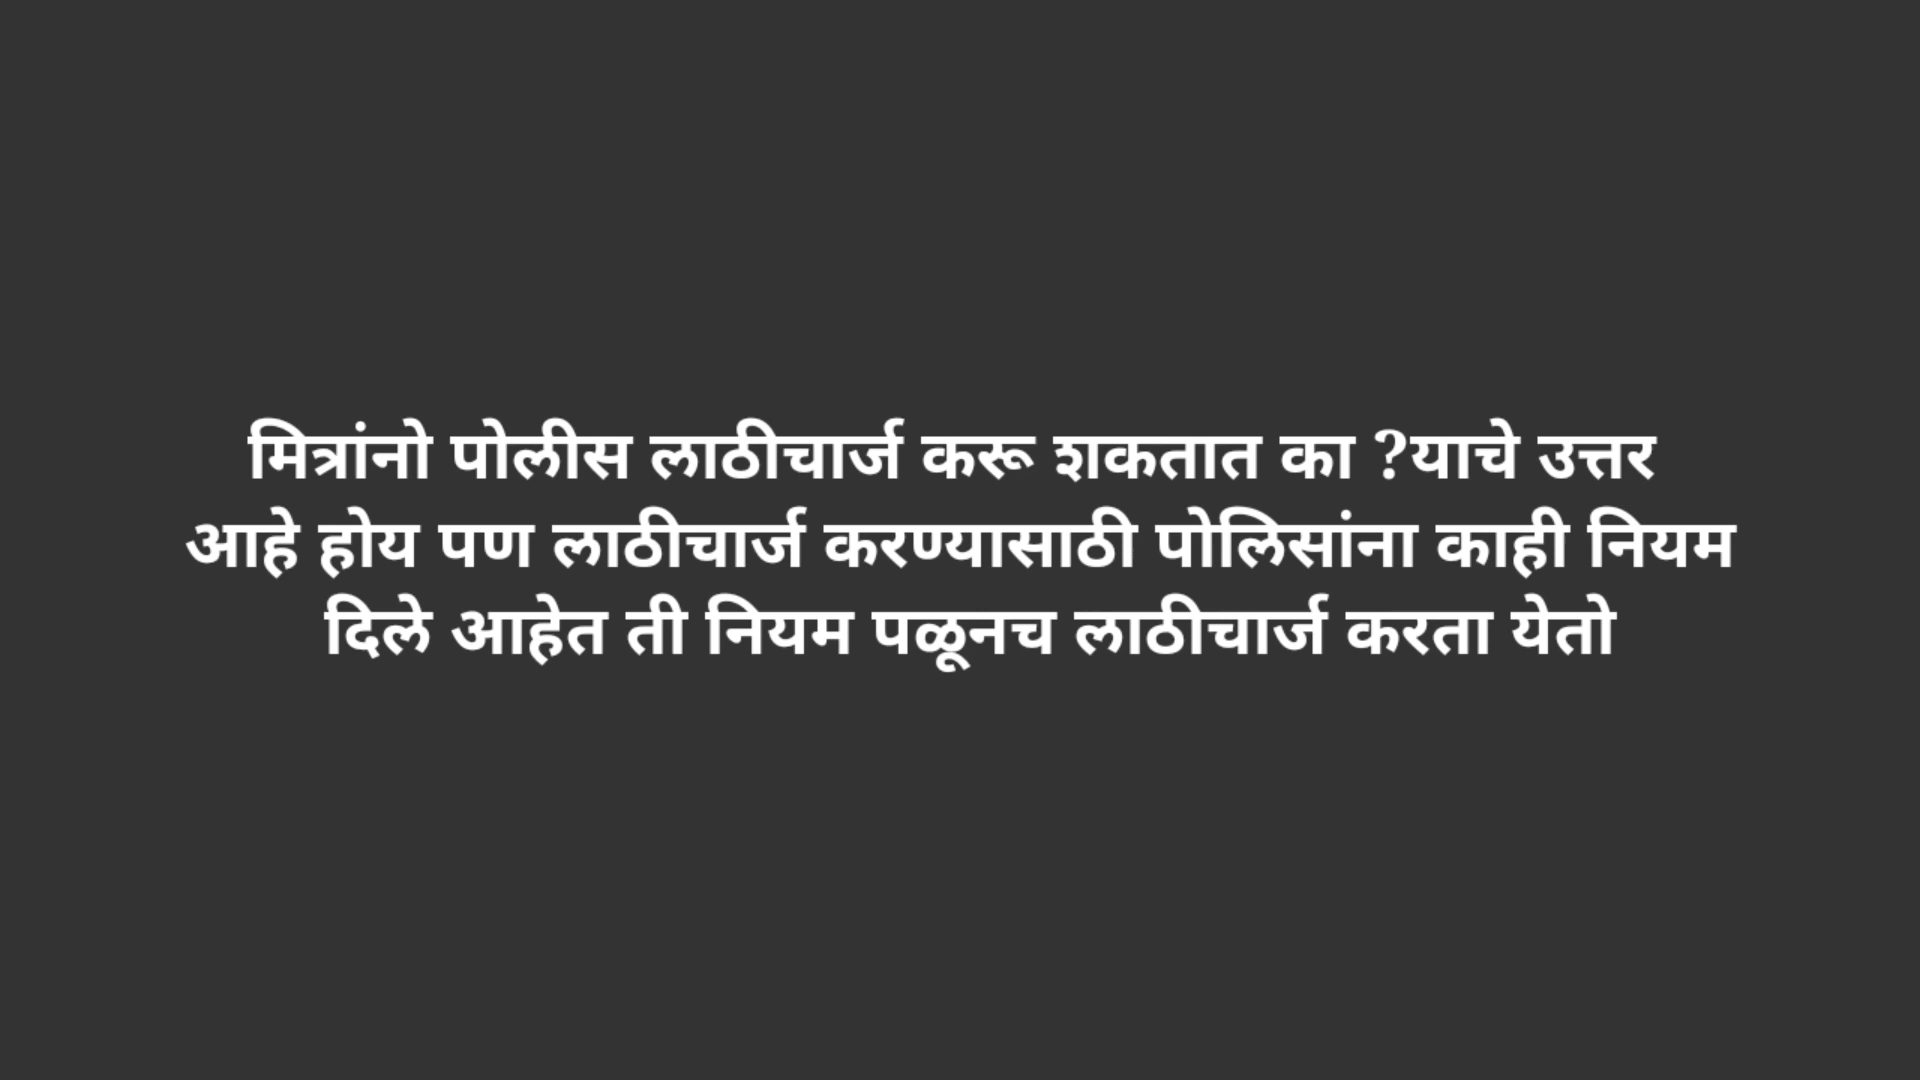 मित्रांनो पोलीस लाठीचार्ज करू शकतात का ?याचे उत्तर
आहे होय पण लाठीचार्ज करण्यासाठी पोलिसांना काही नियम
दिले आहेत ती नियम पळूनच लाठीचार्ज करता येतो